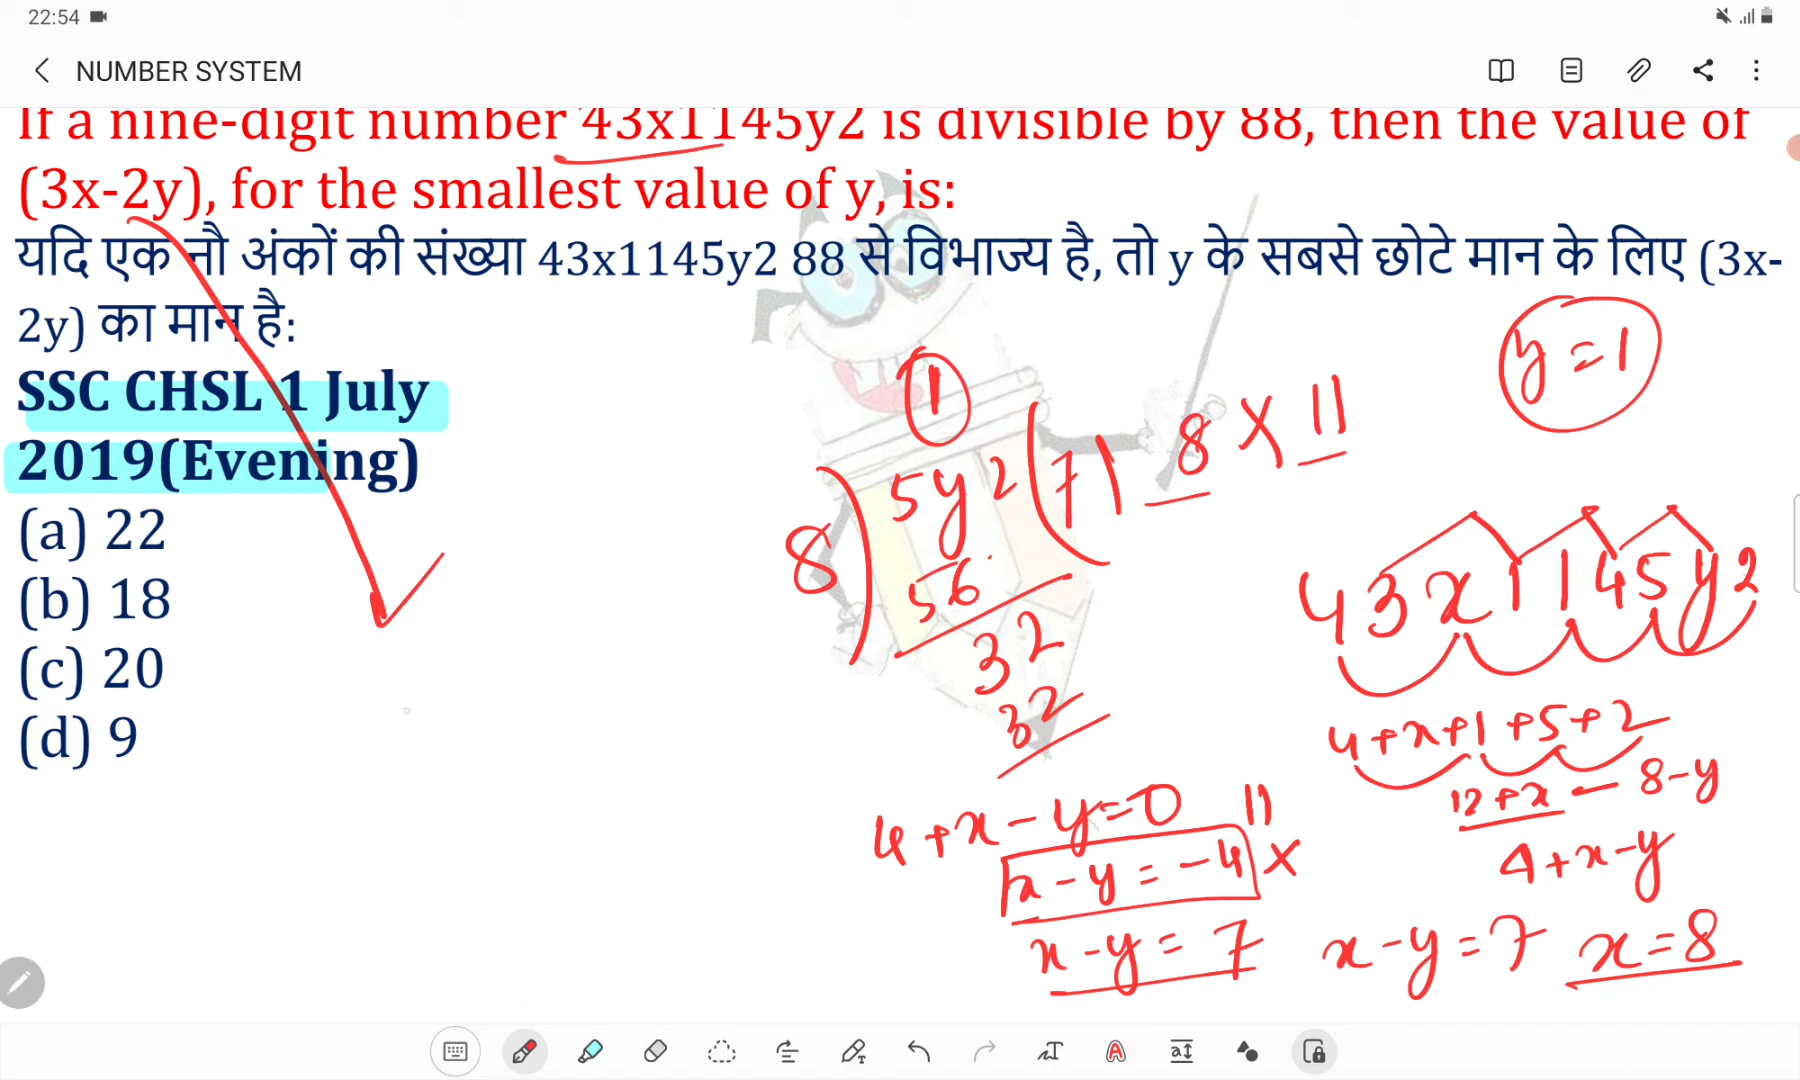 22:54
NUMBER SYSTEM
If a nine-digit number 43x1145y2 is divisible by 88, then the value of
(3x-2y), for the smallest value of y, is:
यदि एक नौ अंकों की संख्या 43x1145y2 88 से विभाज्य है, तो y के सबसे छोटे मान के लिए (3x-
2y) का मान है:
SSC CHSL 1 July
2019(Evening)
(a) 22
(b) 18
(c) 20
(d) 9
y = 1
1
8 × 11
8) 5y2 (71
56
32
32
43x1145y2
4+x+1+5+2
12+x — 8-y
4+x-y
4+x-y=0 11
x-y=-4 ×
x-y=7
x-y=7 x=8